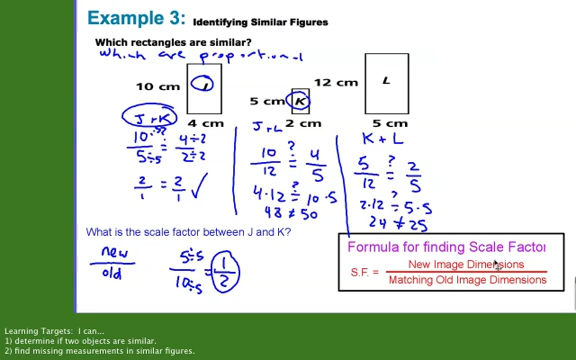 Example 3: Identifying Similar Figures
Which rectangles are similar?
which are proportional
10 cm
J
4 cm
5 cm
K
2 cm
12 cm
L
5 cm
J + K
10 ÷5 / 5 ÷5 ?= 4 ÷2 / 2 ÷2
2/1 = 2/1 ✓
J + L
10/12 ?= 4/5
4·12 ?= 10·5
48 ≠ 50
K + L
5/12 ?= 2/5
2·12 ?= 5·5
24 ≠ 25
What is the scale factor between J and K?
new
old
5÷5 / 10÷5 = 1/2
Formula for finding Scale Factor
S.F. = New Image Dimensions
Matching Old Image Dimensions
Learning Targets: I can...
1) determine if two objects are similar.
2) find missing measurements in similar figures.